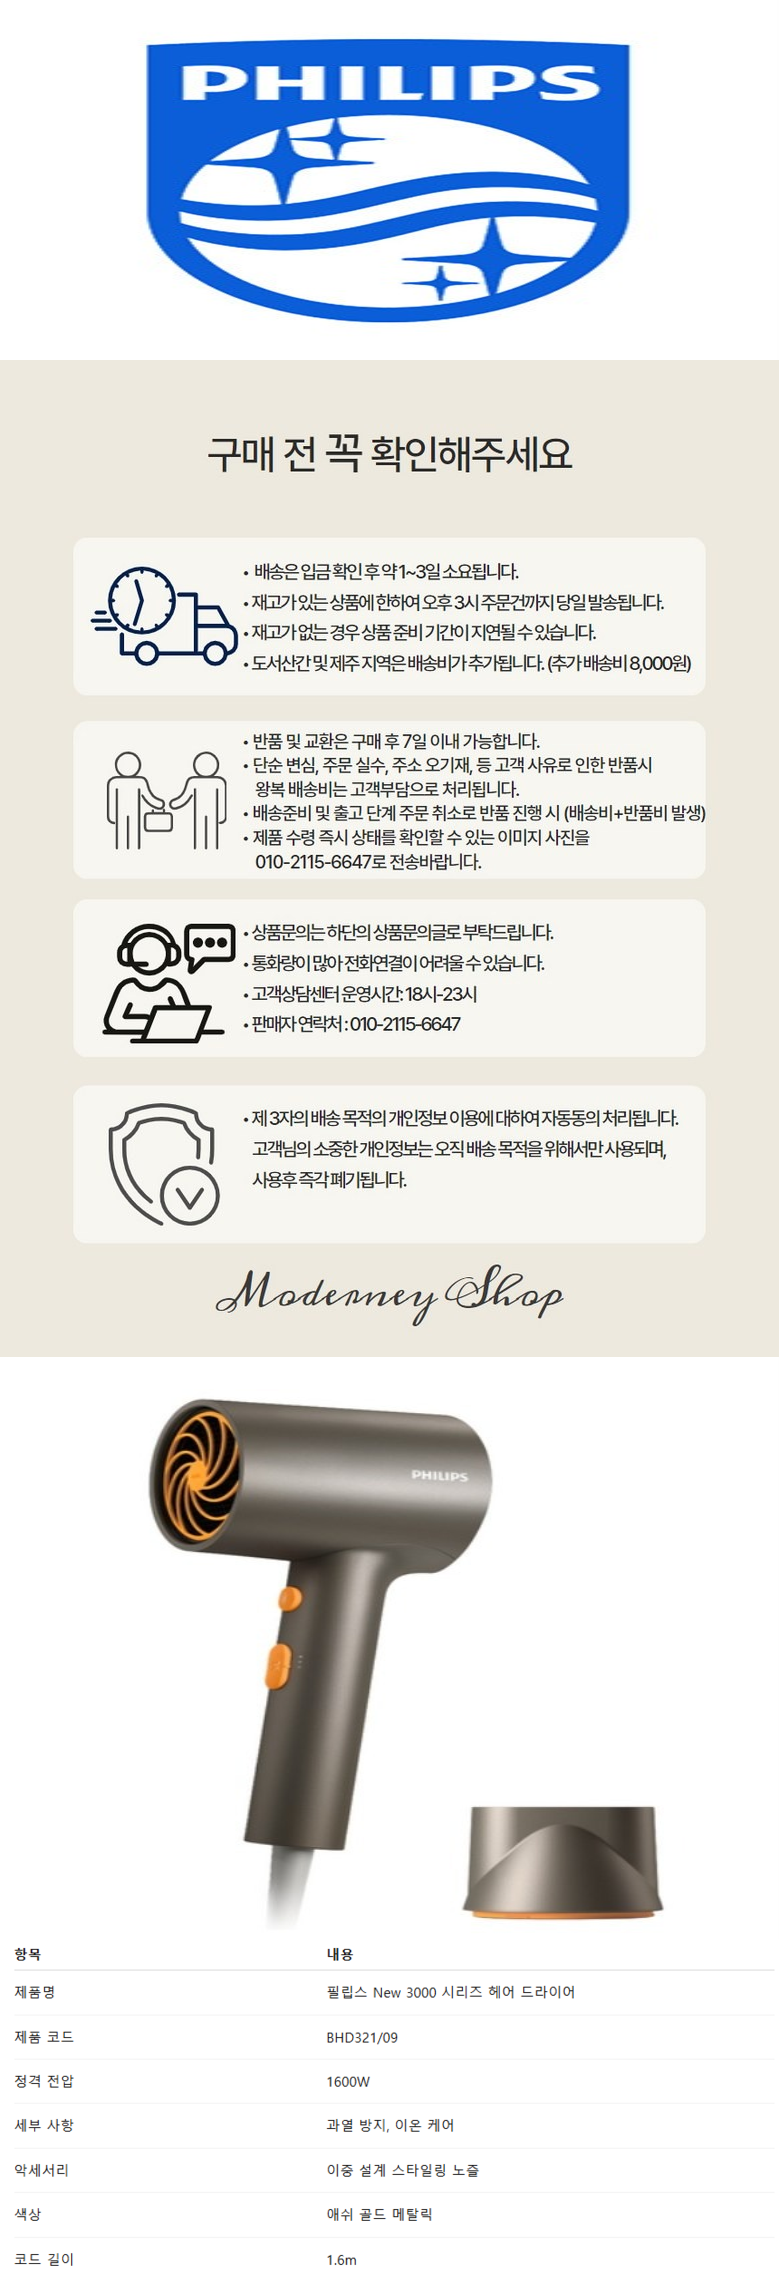 PHILIPS
구매 전 꼭 확인해주세요
• 배송은 입금 확인 후 약 1~3일 소요됩니다.
• 재고가 있는 상품에 한하여 오후 3시 주문건까지 당일 발송됩니다.
• 재고가 없는 경우 상품 준비 기간이 지연될 수 있습니다.
• 도서산간 및 제주 지역은 배송비가 추가됩니다. (추가 배송비 8,000원)
• 반품 및 교환은 구매 후 7일 이내 가능합니다.
• 단순 변심, 주문 실수, 주소 오기재, 등 고객 사유로 인한 반품시
왕복 배송비는 고객부담으로 처리됩니다.
• 배송준비 및 출고 단계 주문 취소로 반품 진행 시 (배송비+반품비 발생)
• 제품 수령 즉시 상태를 확인할 수 있는 이미지 사진을
010-2115-6647로 전송바랍니다.
• 상품문의는 하단의 상품문의글로 부탁드립니다.
• 통화량이 많아 전화연결이 어려울 수 있습니다.
• 고객상담센터 운영시간: 18시-23시
• 판매자 연락처 : 010-2115-6647
• 제 3자의 배송 목적의 개인정보 이용에 대하여 자동동의 처리됩니다.
고객님의 소중한 개인정보는 오직 배송 목적을 위해서만 사용되며,
사용후 즉각 폐기됩니다.
Moderney Shop
PHILIPS
항목 내용
제품명 필립스 New 3000 시리즈 헤어 드라이어
제품 코드 BHD321/09
정격 전압 1600W
세부 사항 과열 방지, 이온 케어
악세서리 이중 설계 스타일링 노즐
색상 애쉬 골드 메탈릭
코드 길이 1.6m